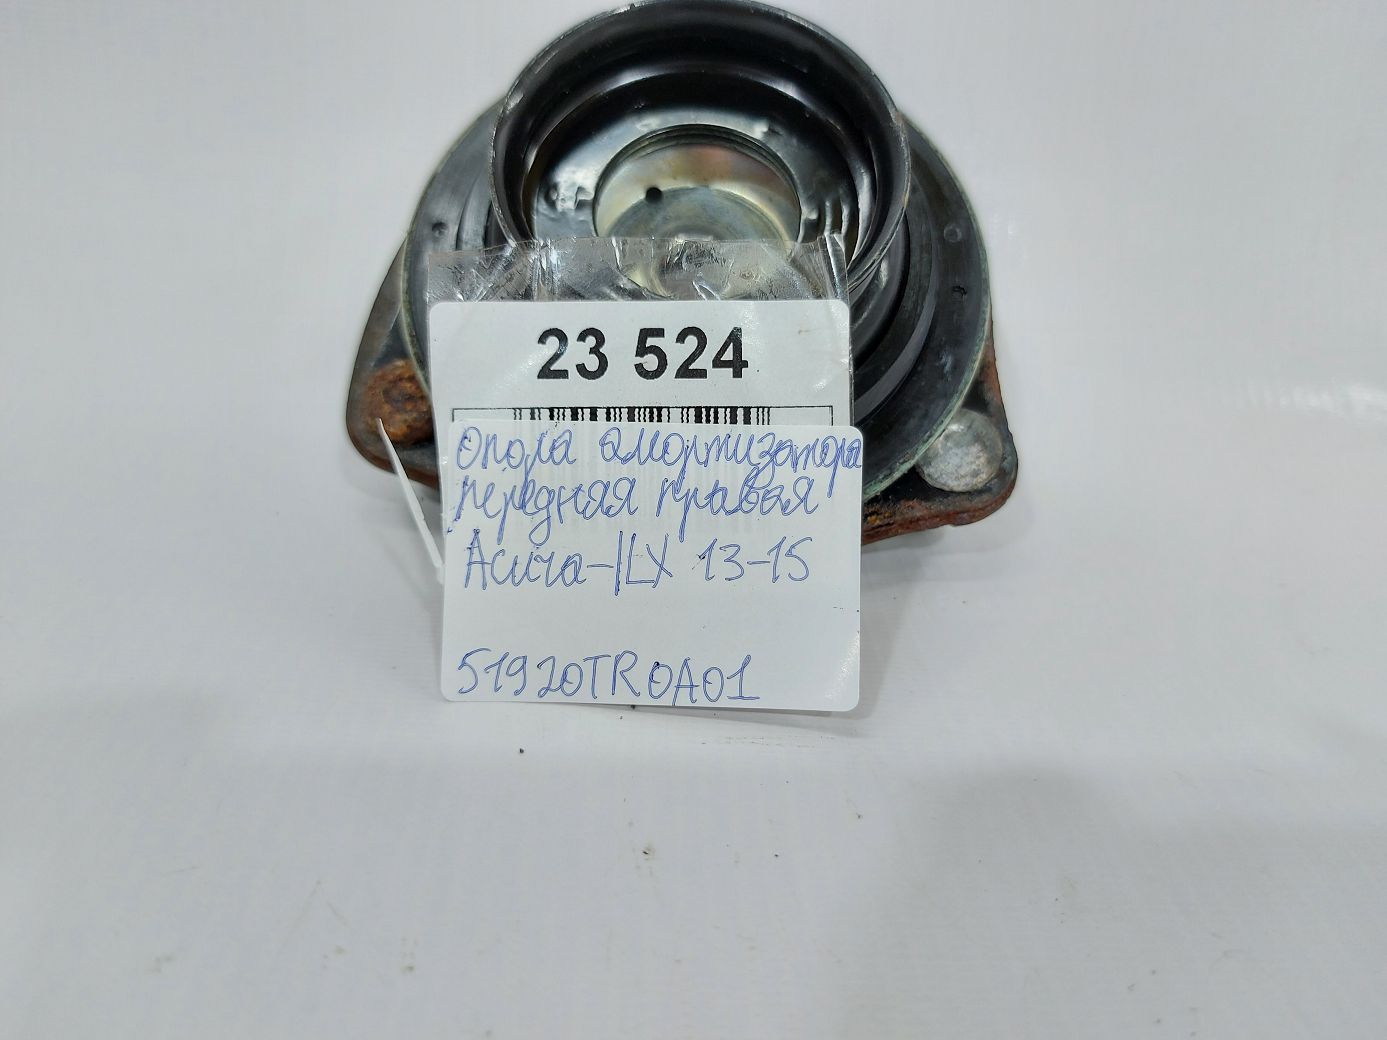 23 524
Опора амортизатора
передняя правая
Acura-ILX 13-15
51920TR0A01